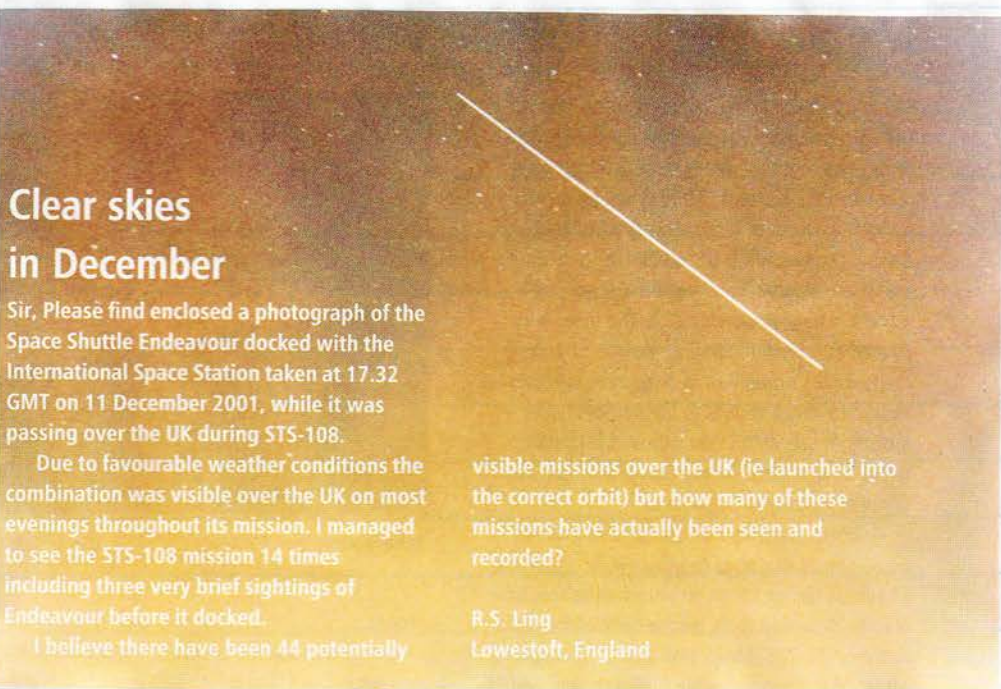 Clear skies
in December
Sir, Please find enclosed a photograph of the
Space Shuttle Endeavour docked with the
International Space Station taken at 17.32
GMT on 11 December 2001, while it was
passing over the UK during STS-108.
Due to favourable weather conditions the
combination was visible over the UK on most
evenings throughout its mission. I managed
to see the STS-108 mission 14 times
including three very brief sightings of
Endeavour before it docked.
I believe there have been 44 potentially
visible missions over the UK (ie launched into
the correct orbit) but how many of these
missions have actually been seen and
recorded?
R.S. Ling
Lowestoft, England